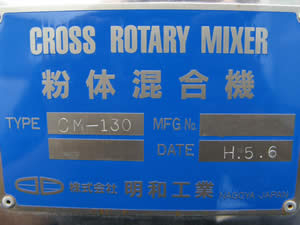 CROSS ROTARY MIXER
粉体混合機
TYPE CM-130 MFG No
DATE H.5.6
株式会社 明和工業 NAGOYA JAPAN